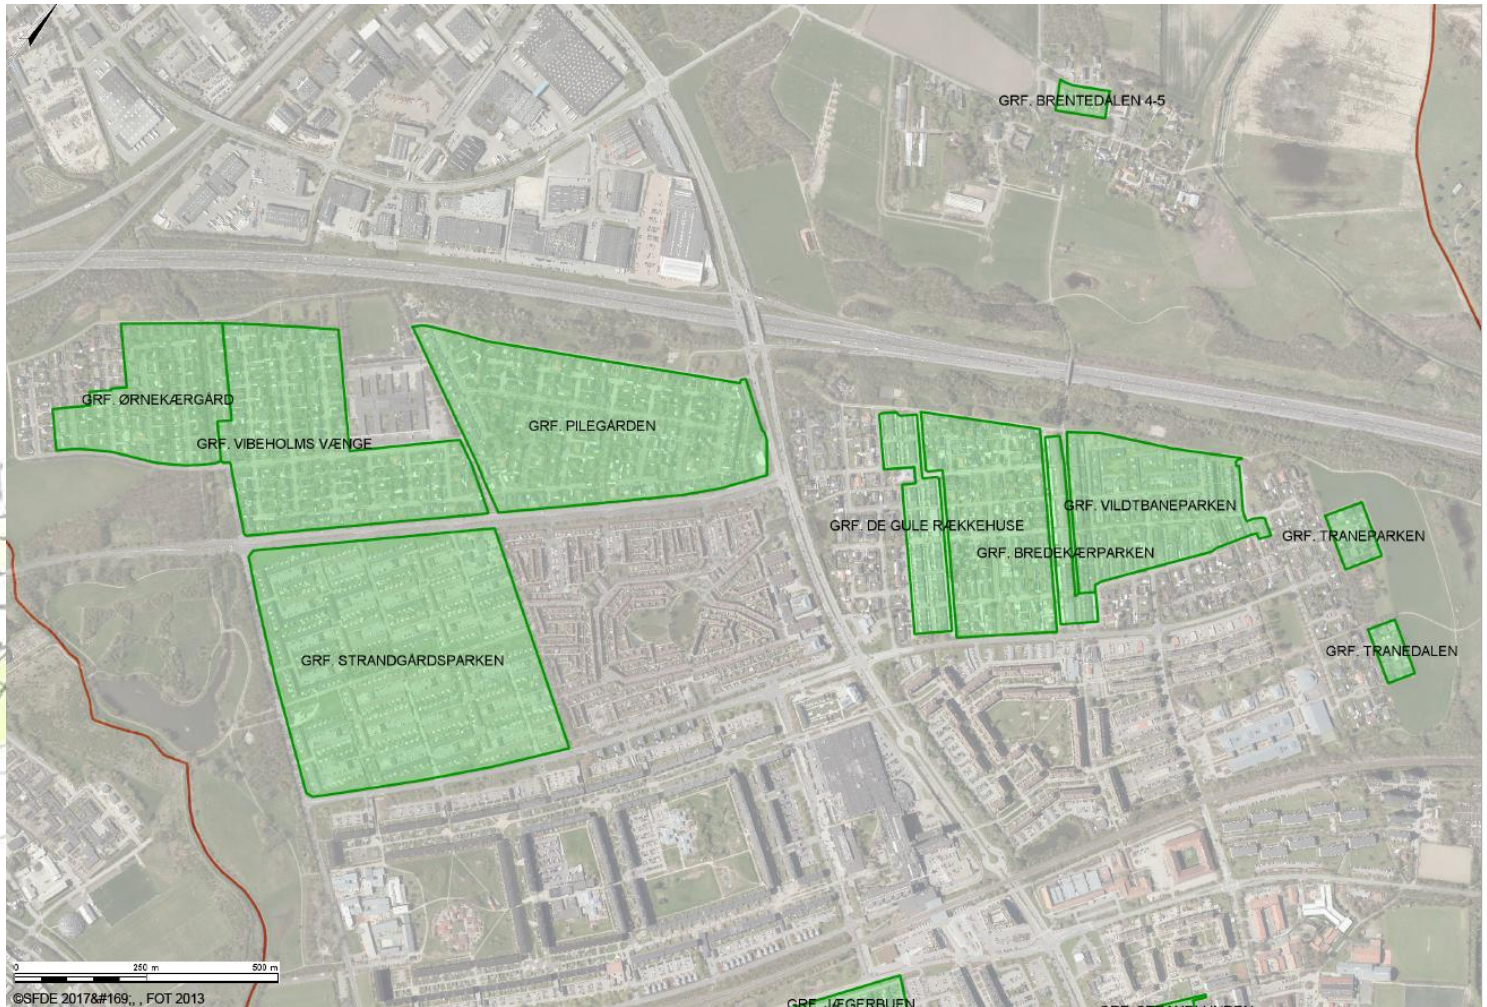 GRF. BRENTEDALEN 4-5
GRF. ØRNEKÆRGÅRD
GRF. VIBEHOLMS VÆNGE
GRF. PILEGÅRDEN
GRF. VILDTBANEPARKEN
GRF. DE GULE RÆKKEHUSE
GRF. BREDEKÆRPARKEN
GRF. TRANEPARKEN
GRF. STRANDGÅRDSPARKEN
GRF. TRANEDALEN
0 250 m 500 m
©SFDE 2017&#169;, , FOT 2013
GRF. JÆGERBUEN